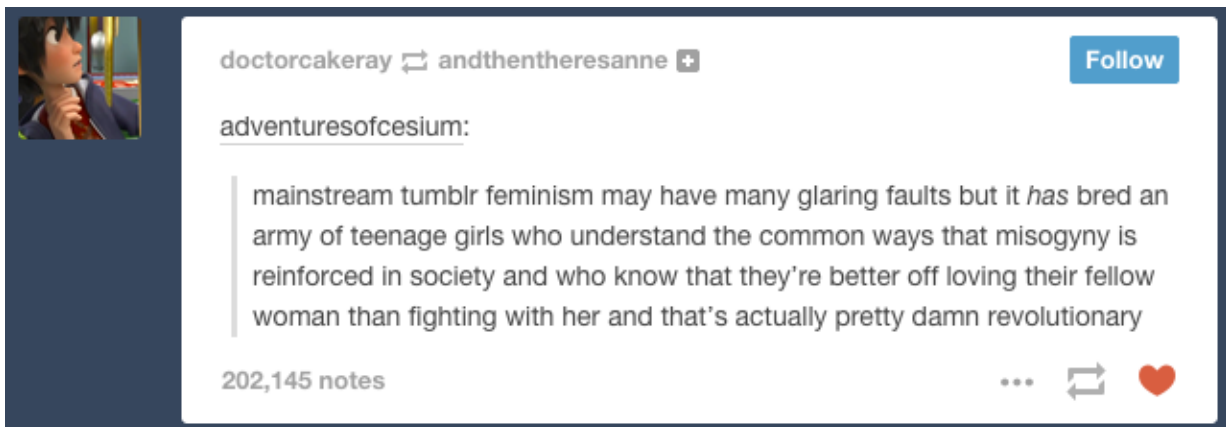 doctorcakeray andthentheresanne
Follow
adventuresofcesium:
mainstream tumblr feminism may have many glaring faults but it has bred an
army of teenage girls who understand the common ways that misogyny is
reinforced in society and who know that they’re better off loving their fellow
woman than fighting with her and that’s actually pretty damn revolutionary
202,145 notes